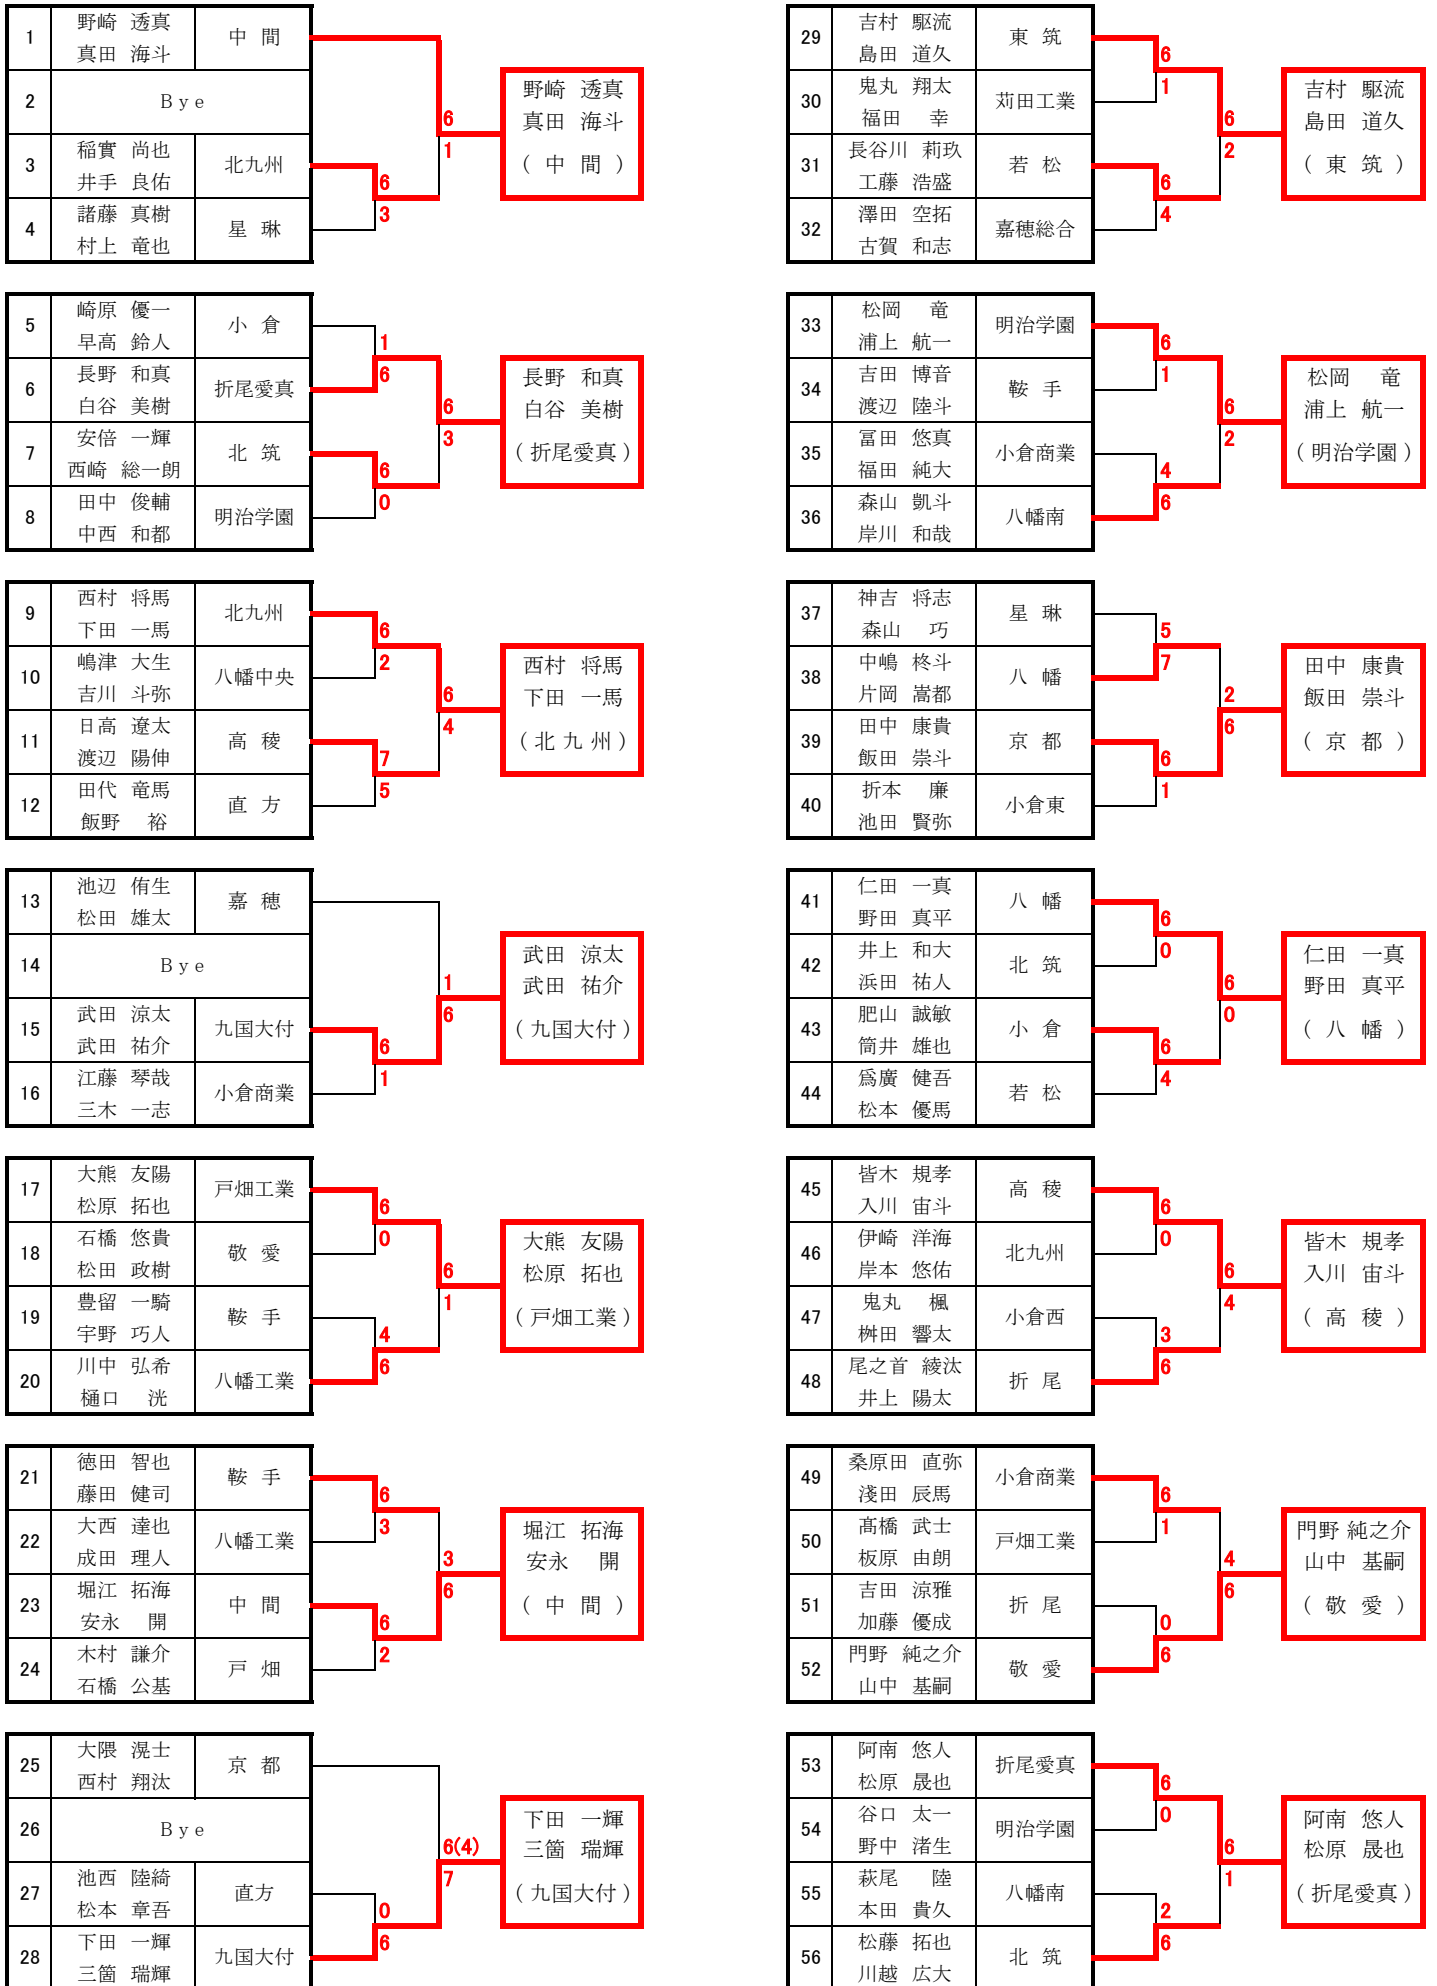 1 野崎 透真 真田 海斗 中 間
2 Bye
3 稲實 尚也 井手 良佑 北九州
4 諸藤 真樹 村上 竜也 星 琳
6
3
6
1
野崎 透真
真田 海斗
( 中 間 )
5 崎原 優一 早高 鈴人 小 倉
6 長野 和真 白谷 美樹 折尾愛真
7 安倍 一輝 西崎 総一朗 北 筑
8 田中 俊輔 中西 和都 明治学園
1
6
6
0
6
3
長野 和真
白谷 美樹
( 折尾愛真 )
9 西村 将馬 下田 一馬 北九州
10 嶋津 大生 吉川 斗弥 八幡中央
11 日高 遼太 渡辺 陽伸 高 稜
12 田代 竜馬 飯野 裕 直 方
6
2
7
5
6
4
西村 将馬
下田 一馬
( 北 九 州 )
13 池辺 侑生 松田 雄太 嘉 穂
14 Bye
15 武田 涼太 武田 祐介 九国大付
16 江藤 琴哉 三木 一志 小倉商業
6
1
1
6
武田 涼太
武田 祐介
( 九国大付 )
17 大熊 友陽 松原 拓也 戸畑工業
18 石橋 悠貴 松田 政樹 敬 愛
19 豊留 一騎 宇野 巧人 鞍 手
20 川中 弘希 樋口 洸 八幡工業
6
0
4
6
6
1
大熊 友陽
松原 拓也
( 戸畑工業 )
21 徳田 智也 藤田 健司 鞍 手
22 大西 達也 成田 理人 八幡工業
23 堀江 拓海 安永 開 中 間
24 木村 謙介 石橋 公基 戸 畑
6
3
6
2
3
6
堀江 拓海
安永 開
( 中 間 )
25 大隈 滉士 西村 翔汰 京 都
26 Bye
27 池西 陸綺 松本 章吾 直方
28 下田 一輝 三箇 瑞輝 九国大付
0
6
6(4)
7
下田 一輝
三箇 瑞輝
( 九国大付 )
29 吉村 駆流 島田 道久 東 筑
30 鬼丸 翔太 福田 幸 苅田工業
31 長谷川 莉玖 工藤 浩盛 若 松
32 澤田 空拓 古賀 和志 嘉穂総合
6
1
6
4
6
2
吉村 駆流
島田 道久
( 東 筑 )
33 松岡 竜 浦上 航一 明治学園
34 吉田 博音 渡辺 陸斗 鞍 手
35 冨田 悠真 福田 純大 小倉商業
36 森山 凱斗 岸川 和哉 八幡南
6
1
4
6
6
2
松岡 竜
浦上 航一
( 明治学園 )
37 神吉 将志 森山 巧 星 琳
38 中嶋 柊斗 片岡 嵩都 八 幡
39 田中 康貴 飯田 崇斗 京 都
40 折本 廉 池田 賢弥 小倉東
5
7
6
1
2
6
田中 康貴
飯田 崇斗
( 京 都 )
41 仁田 一真 野田 真平 八 幡
42 井上 和大 浜田 祐人 北 筑
43 肥山 誠敏 筒井 雄也 小 倉
44 爲廣 健吾 松本 優馬 若 松
6
0
6
4
6
0
仁田 一真
野田 真平
( 八 幡 )
45 皆木 規孝 入川 宙斗 高 稜
46 伊崎 洋海 岸本 悠佑 北九州
47 鬼丸 楓 桝田 響太 小倉西
48 尾之首 綾汰 井上 陽太 折 尾
6
0
3
6
6
4
皆木 規孝
入川 宙斗
( 高 稜 )
49 桑原田 直弥 淺田 辰馬 小倉商業
50 髙橋 武士 板原 由朗 戸畑工業
51 吉田 涼雅 加藤 優成 折 尾
52 門野 純之介 山中 基嗣 敬 愛
6
1
0
6
4
6
門野 純之介
山中 基嗣
( 敬 愛 )
53 阿南 悠人 松原 晟也 折尾愛真
54 谷口 太一 野中 渚生 明治学園
55 萩尾 陸 本田 貴久 八幡南
56 松藤 拓也 川越 広大 北 筑
6
0
2
6
6
1
阿南 悠人
松原 晟也
( 折尾愛真 )